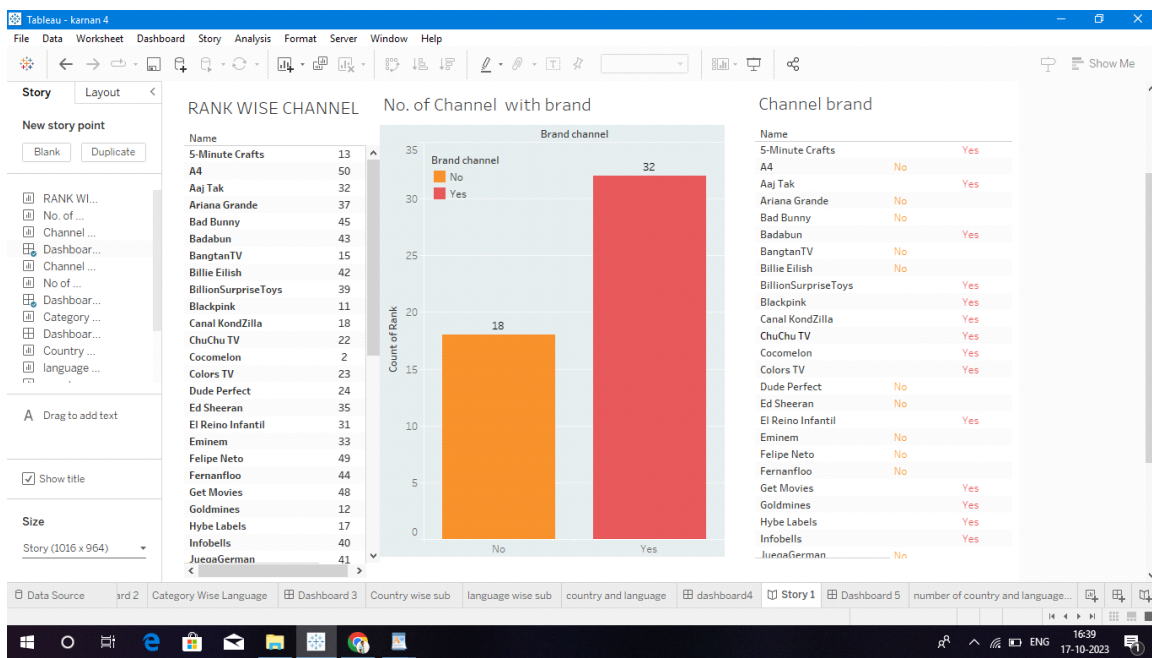 Tableau - karnan 4
File Data Worksheet Dashboard Story Analysis Format Server Window Help
Show Me
Story Layout
New story point
Blank Duplicate
RANK WI...
No. of ...
Channel ...
Dashboar...
Channel ...
No of ...
Dashboar...
Category ...
Dashboar...
Country ...
language ...
A Drag to add text
Show title
Size
Story (1016 x 964)
RANK WISE CHANNEL
Name
5-Minute Crafts 13
A4 50
Aaj Tak 32
Ariana Grande 37
Bad Bunny 45
Badabun 43
BangtanTV 15
Billie Eilish 42
BillionSurpriseToys 39
Blackpink 11
Canal KondZilla 18
ChuChu TV 22
Cocomelon 2
Colors TV 23
Dude Perfect 24
Ed Sheeran 35
El Reino Infantil 31
Eminem 33
Felipe Neto 49
Fernanfloo 44
Get Movies 48
Goldmines 12
Hybe Labels 17
Infobells 40
JuegaGerman 41
No. of Channel with brand
Brand channel
Brand channel
No
Yes
35
30
25
20
15
10
5
0
Count of Rank
18
32
No Yes
Channel brand
Name
5-Minute Crafts Yes
A4 No
Aaj Tak Yes
Ariana Grande No
Bad Bunny No
Badabun Yes
BangtanTV No
Billie Eilish No
BillionSurpriseToys Yes
Blackpink Yes
Canal KondZilla Yes
ChuChu TV Yes
Cocomelon Yes
Colors TV Yes
Dude Perfect No
Ed Sheeran No
El Reino Infantil Yes
Eminem No
Felipe Neto No
Fernanfloo No
Get Movies Yes
Goldmines Yes
Hybe Labels Yes
Infobells Yes
JuegaGerman No
Data Source ard 2 Category Wise Language Dashboard 3 Country wise sub language wise sub country and language dashboard4 Story 1 Dashboard 5 number of country and language...
ENG
16:39
17-10-2023
1